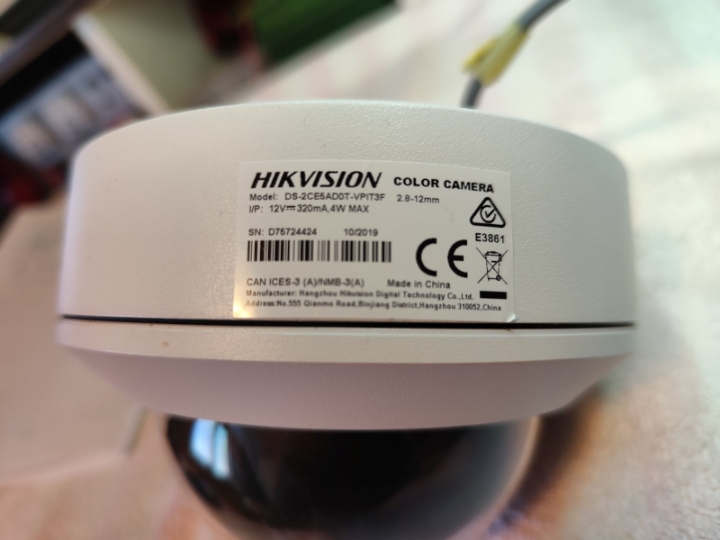 HIKVISION COLOR CAMERA
Model: DS-2CE5AD0T-VPIT3F 2.8-12mm
I/P: 12V⎓320mA,4W MAX
E3861
SN: D75724424 10/2019
CE
CAN ICES-3 (A)/NMB-3(A) Made in China
Manufacturer: Hangzhou Hikvision Digital Technology Co.,Ltd.
Address:No.555 Qianmo Road,Binjiang District,Hangzhou 310052,China